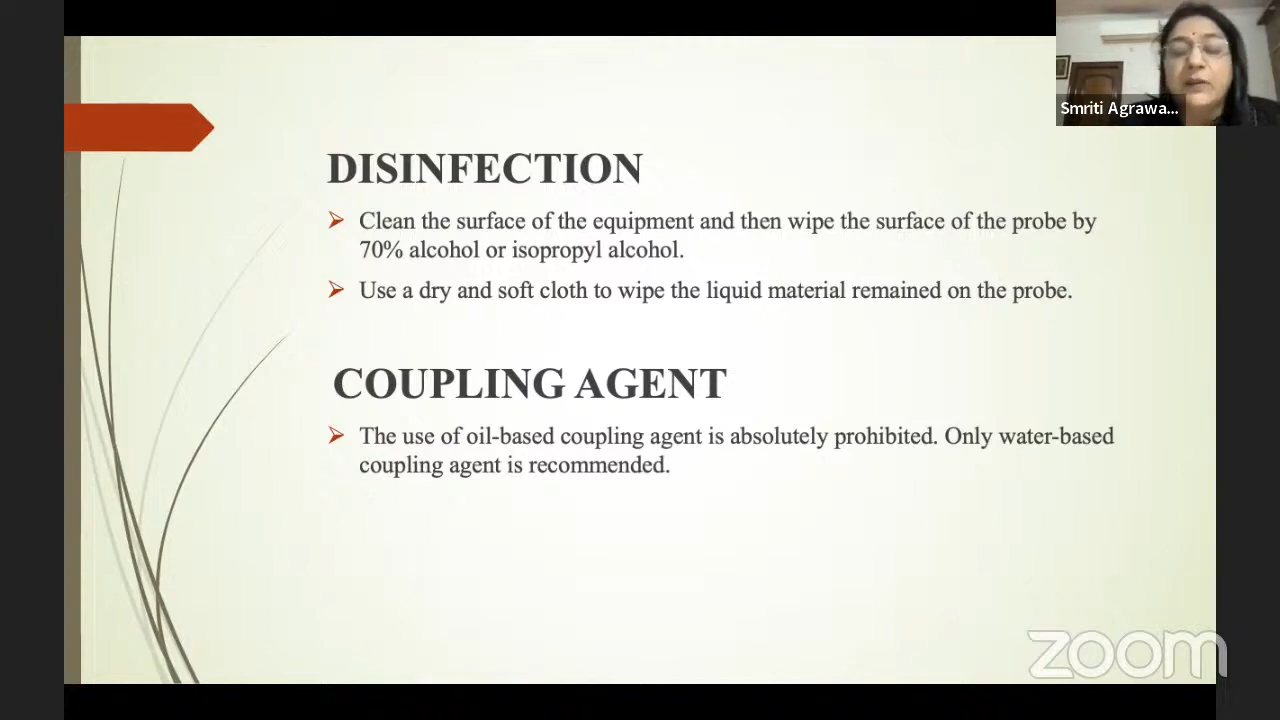 Smriti Agrawa...
DISINFECTION
Clean the surface of the equipment and then wipe the surface of the probe by
70% alcohol or isopropyl alcohol.
Use a dry and soft cloth to wipe the liquid material remained on the probe.
COUPLING AGENT
The use of oil-based coupling agent is absolutely prohibited. Only water-based
coupling agent is recommended.
zoom